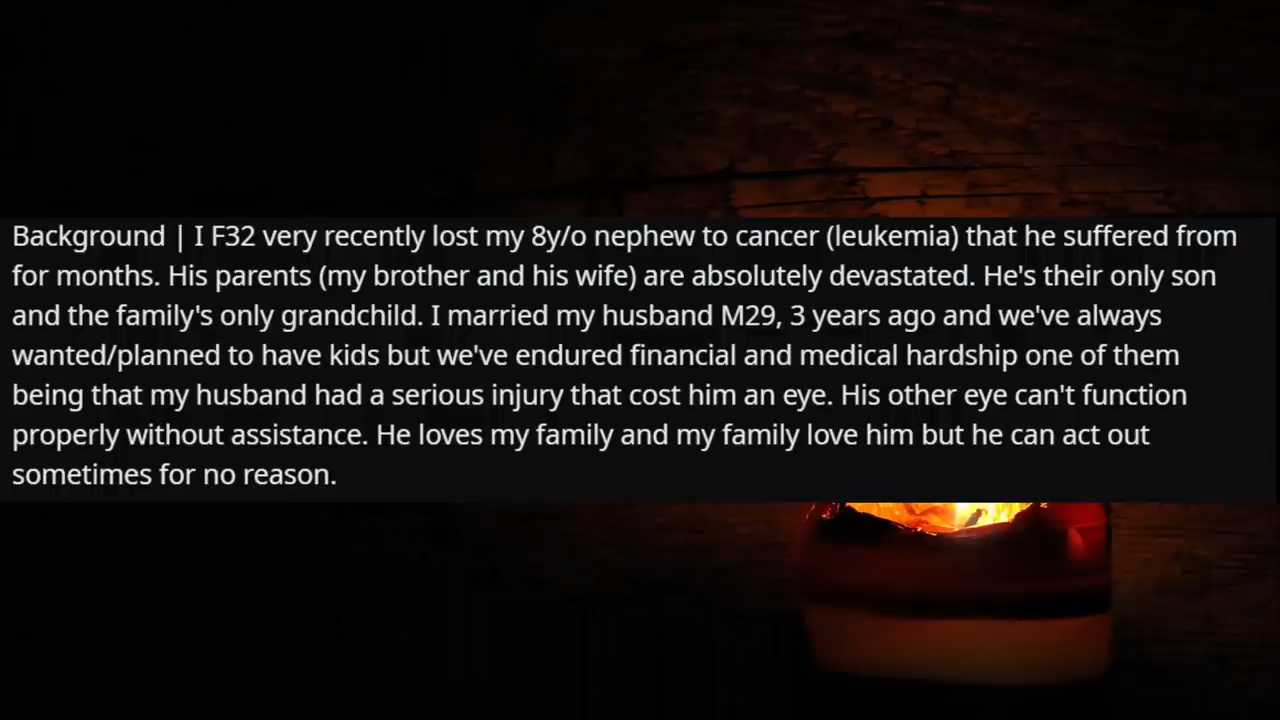 Background | I F32 very recently lost my 8y/o nephew to cancer (leukemia) that he suffered from
for months. His parents (my brother and his wife) are absolutely devastated. He's their only son
and the family's only grandchild. I married my husband M29, 3 years ago and we've always
wanted/planned to have kids but we've endured financial and medical hardship one of them
being that my husband had a serious injury that cost him an eye. His other eye can't function
properly without assistance. He loves my family and my family love him but he can act out
sometimes for no reason.